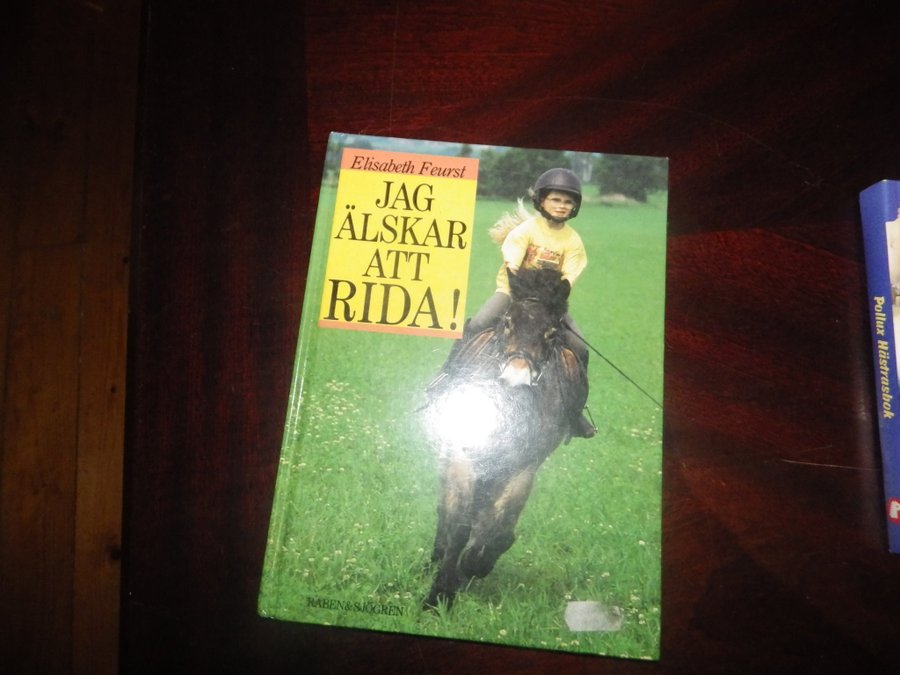 Elisabeth Feurst
JAG
ÄLSKAR
ATT
RIDA!
RABÉN & SJÖGREN
Pollux Hästrasbok